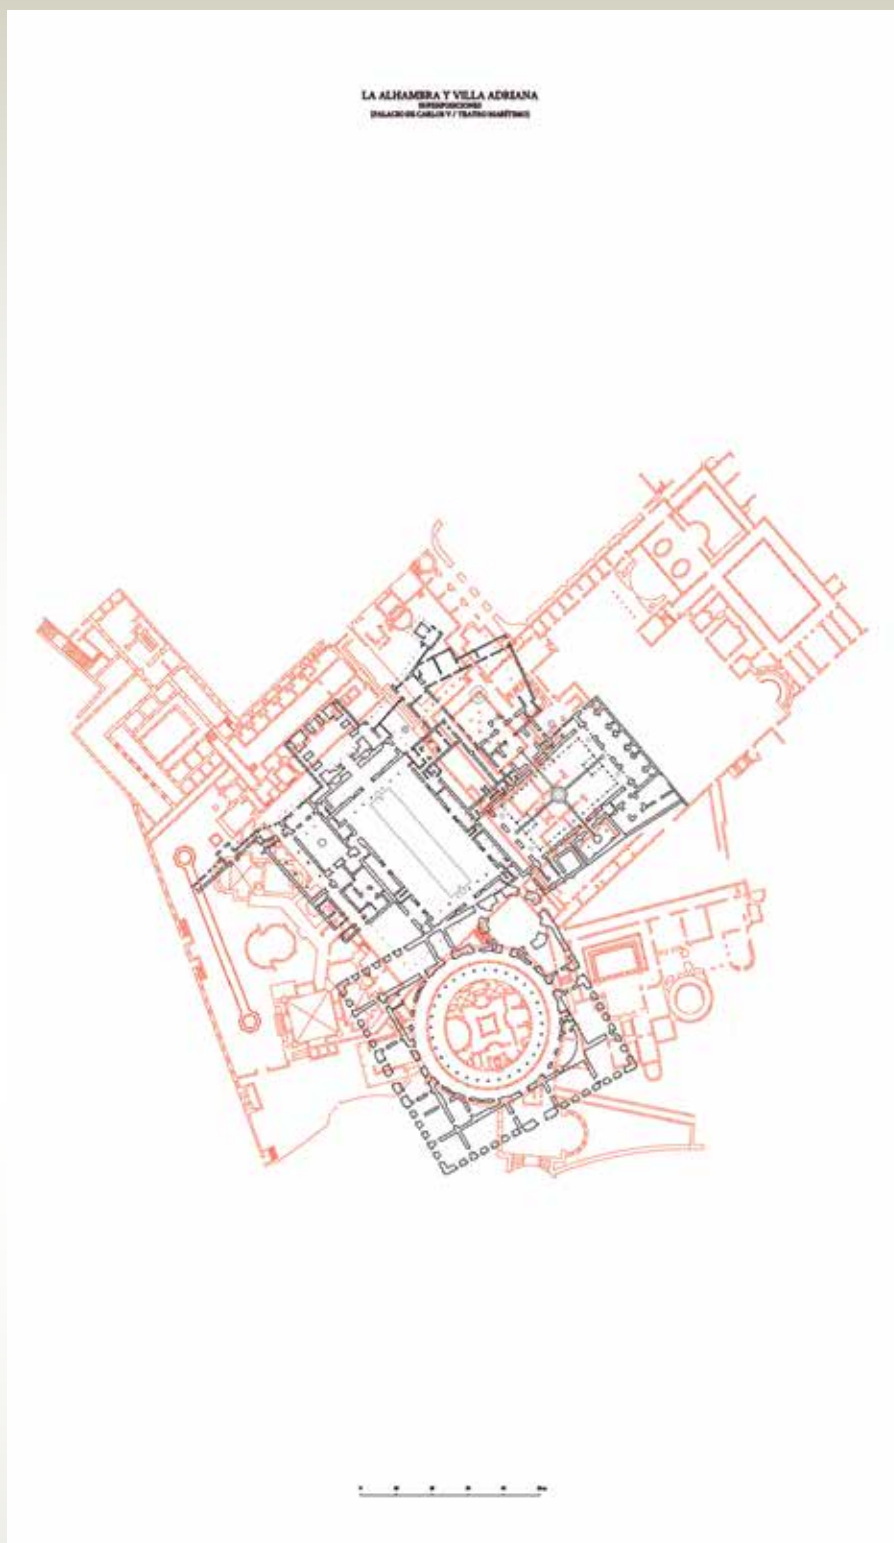 LA ALHAMBRA Y VILLA ADRIANA
SUPERPOSICIONES
[PALACIO DE CARLOS V / TEATRO MARÍTIMO]